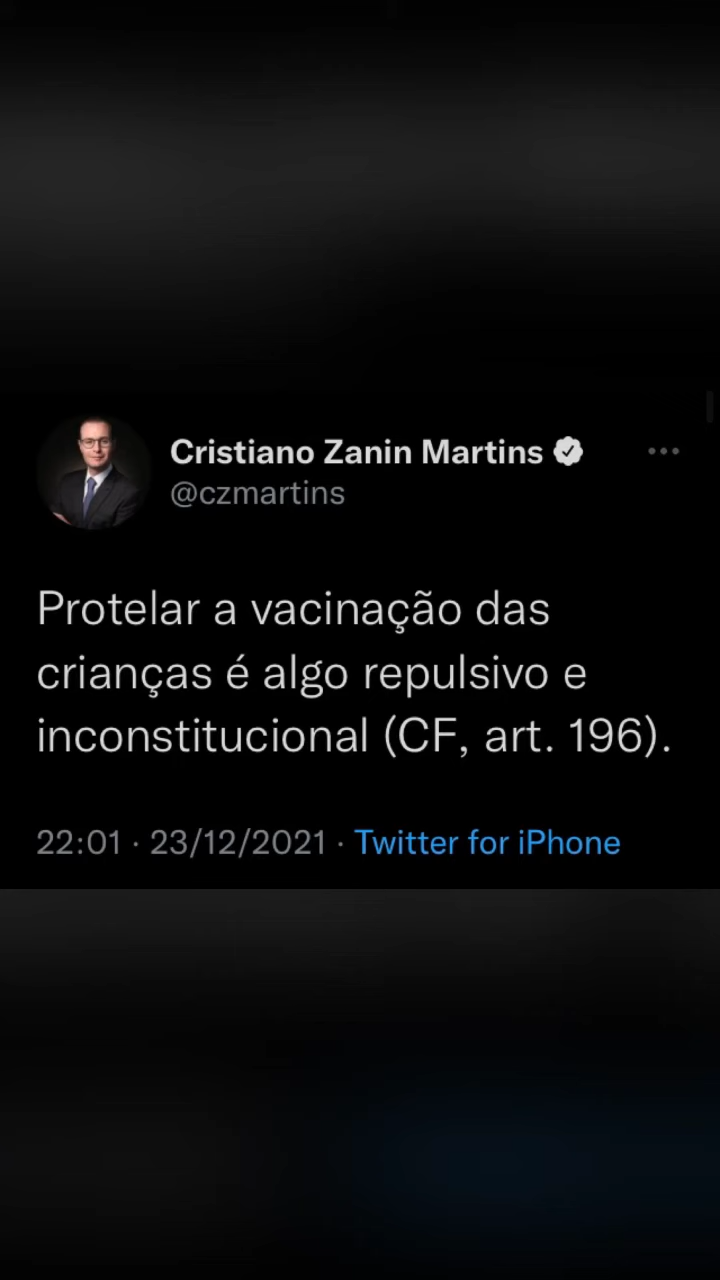 Cristiano Zanin Martins
@czmartins
Protelar a vacinação das
crianças é algo repulsivo e
inconstitucional (CF, art. 196).
22:01 · 23/12/2021 · Twitter for iPhone